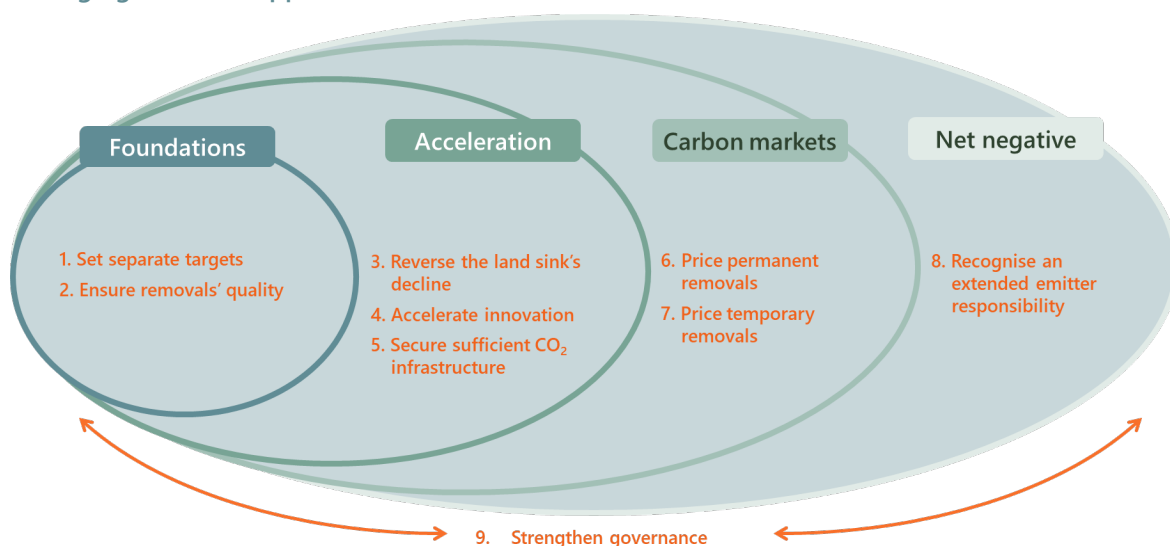 Foundations
Acceleration
Carbon markets
Net negative
1. Set separate targets
2. Ensure removals’ quality
3. Reverse the land sink’s
decline
4. Accelerate innovation
5. Secure sufficient CO₂
infrastructure
6. Price permanent
removals
7. Price temporary
removals
8. Recognise an
extended emitter
responsibility
9. Strengthen governance